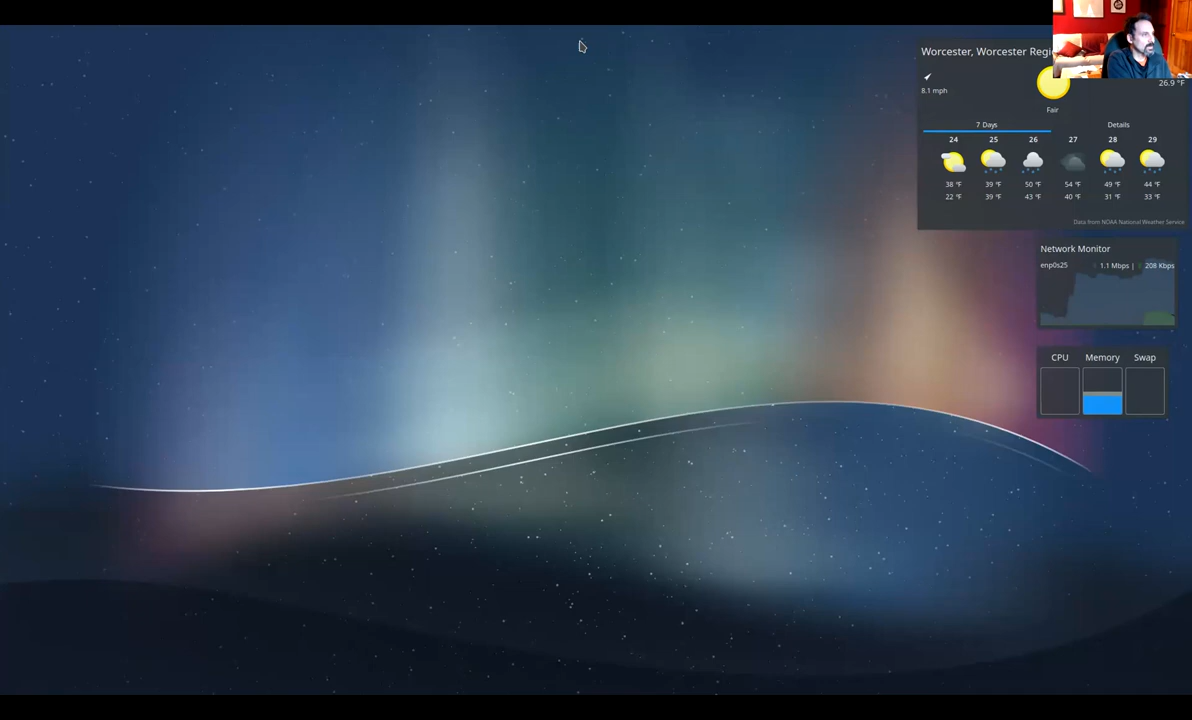 Worcester, Worcester Regi
8.1 mph
26.9 °F
Fair
7 Days
Details
24 25 26 27 28 29
38 °F 39 °F 50 °F 54 °F 49 °F 44 °F
22 °F 39 °F 43 °F 40 °F 31 °F 33 °F
Data from NOAA National Weather Service
Network Monitor
enp0s25 1.1 Mbps | 208 Kbps
CPU Memory Swap